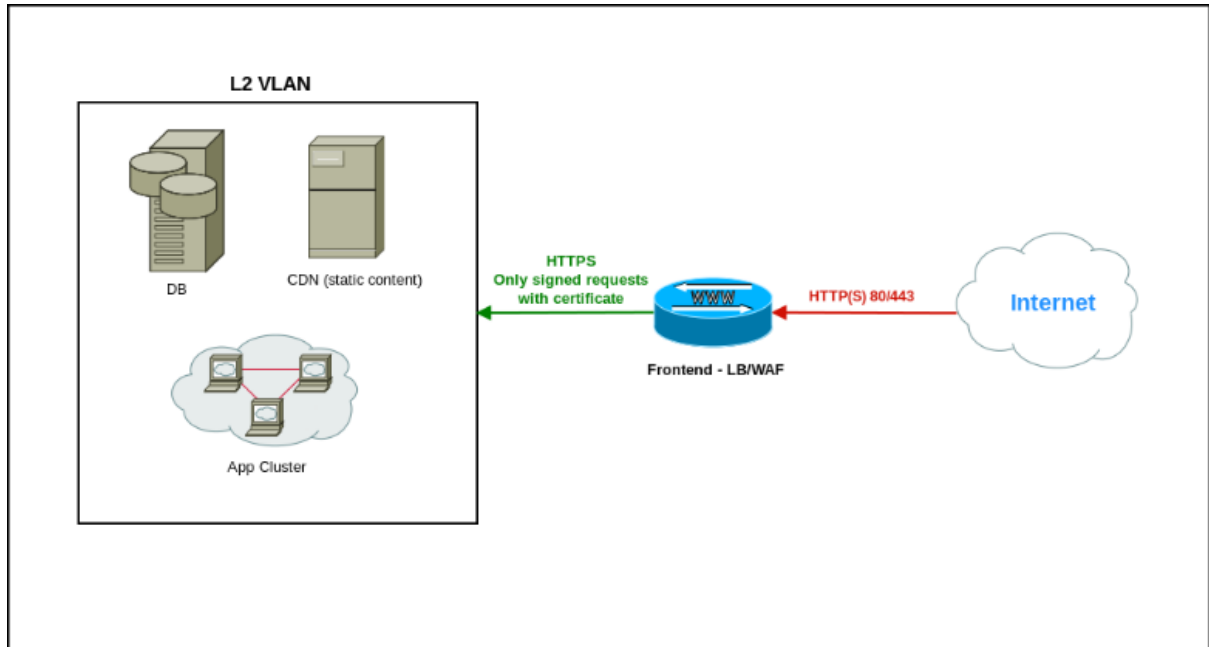 L2 VLAN
DB
CDN (static content)
App Cluster
HTTPS
Only signed requests
with certificate
WWW
Frontend - LB/WAF
HTTP(S) 80/443
Internet